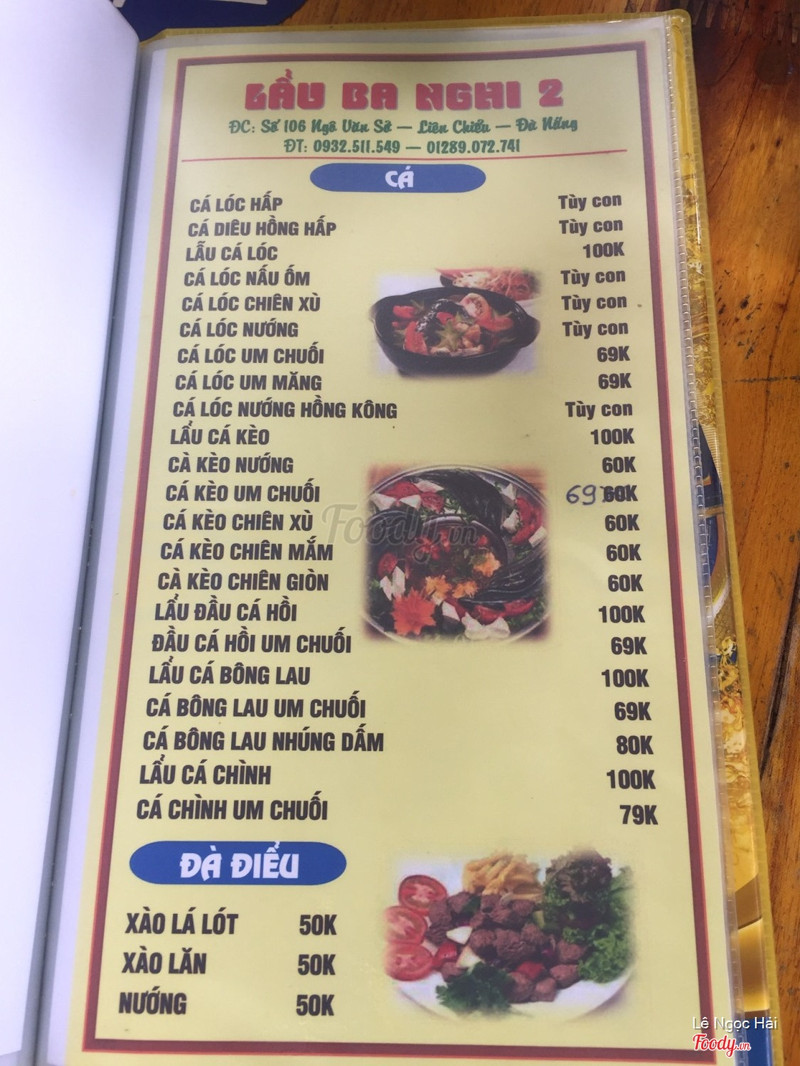 LẨU BA NGHI 2
ĐC: Số 106 Ngô Văn Sở — Liên Chiểu — Đà Nẵng
ĐT: 0932.511.549 — 01289.072.741
CÁ
CÁ LÓC HẤP Tùy con
CÁ DIÊU HỒNG HẤP Tùy con
LẨU CÁ LÓC 100K
CÁ LÓC NẤU ỐM Tùy con
CÁ LÓC CHIÊN XÙ Tùy con
CÁ LÓC NƯỚNG Tùy con
CÁ LÓC UM CHUỐI 69K
CÁ LÓC UM MĂNG 69K
CÁ LÓC NƯỚNG HỒNG KÔNG Tùy con
LẨU CÁ KÈO 100K
CÀ KÈO NƯỚNG 60K
CÁ KÈO UM CHUỐI 69K 60K
CÁ KÈO CHIÊN XÙ 60K
CÁ KÈO CHIÊN MẮM 60K
CÀ KÈO CHIÊN GIÒN 60K
LẨU ĐẦU CÁ HỒI 100K
ĐẦU CÁ HỒI UM CHUỐI 69K
LẨU CÁ BÔNG LAU 100K
CÁ BÔNG LAU UM CHUỐI 69K
CÁ BÔNG LAU NHÚNG DẤM 80K
LẨU CÁ CHÌNH 100K
CÁ CHÌNH UM CHUỐI 79K
ĐÀ ĐIỂU
XÀO LÁ LÓT 50K
XÀO LĂN 50K
NƯỚNG 50K
Foody.vn
Lê Ngọc Hải
Foody.vn